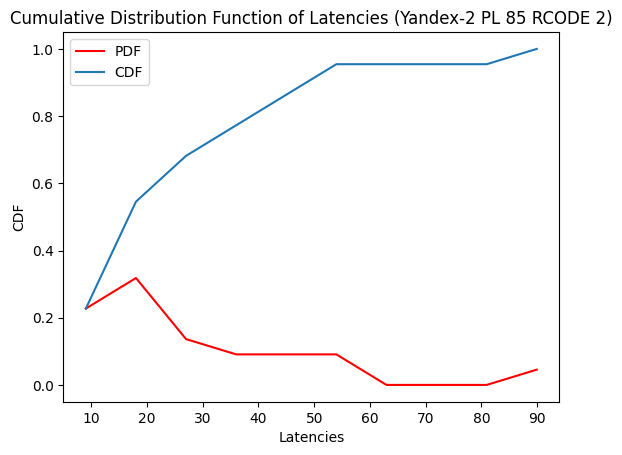 Cumulative Distribution Function of Latencies (Yandex-2 PL 85 RCODE 2)
PDF
CDF
1.0
0.8
0.6
0.4
0.2
0.0
CDF
10 20 30 40 50 60 70 80 90
Latencies